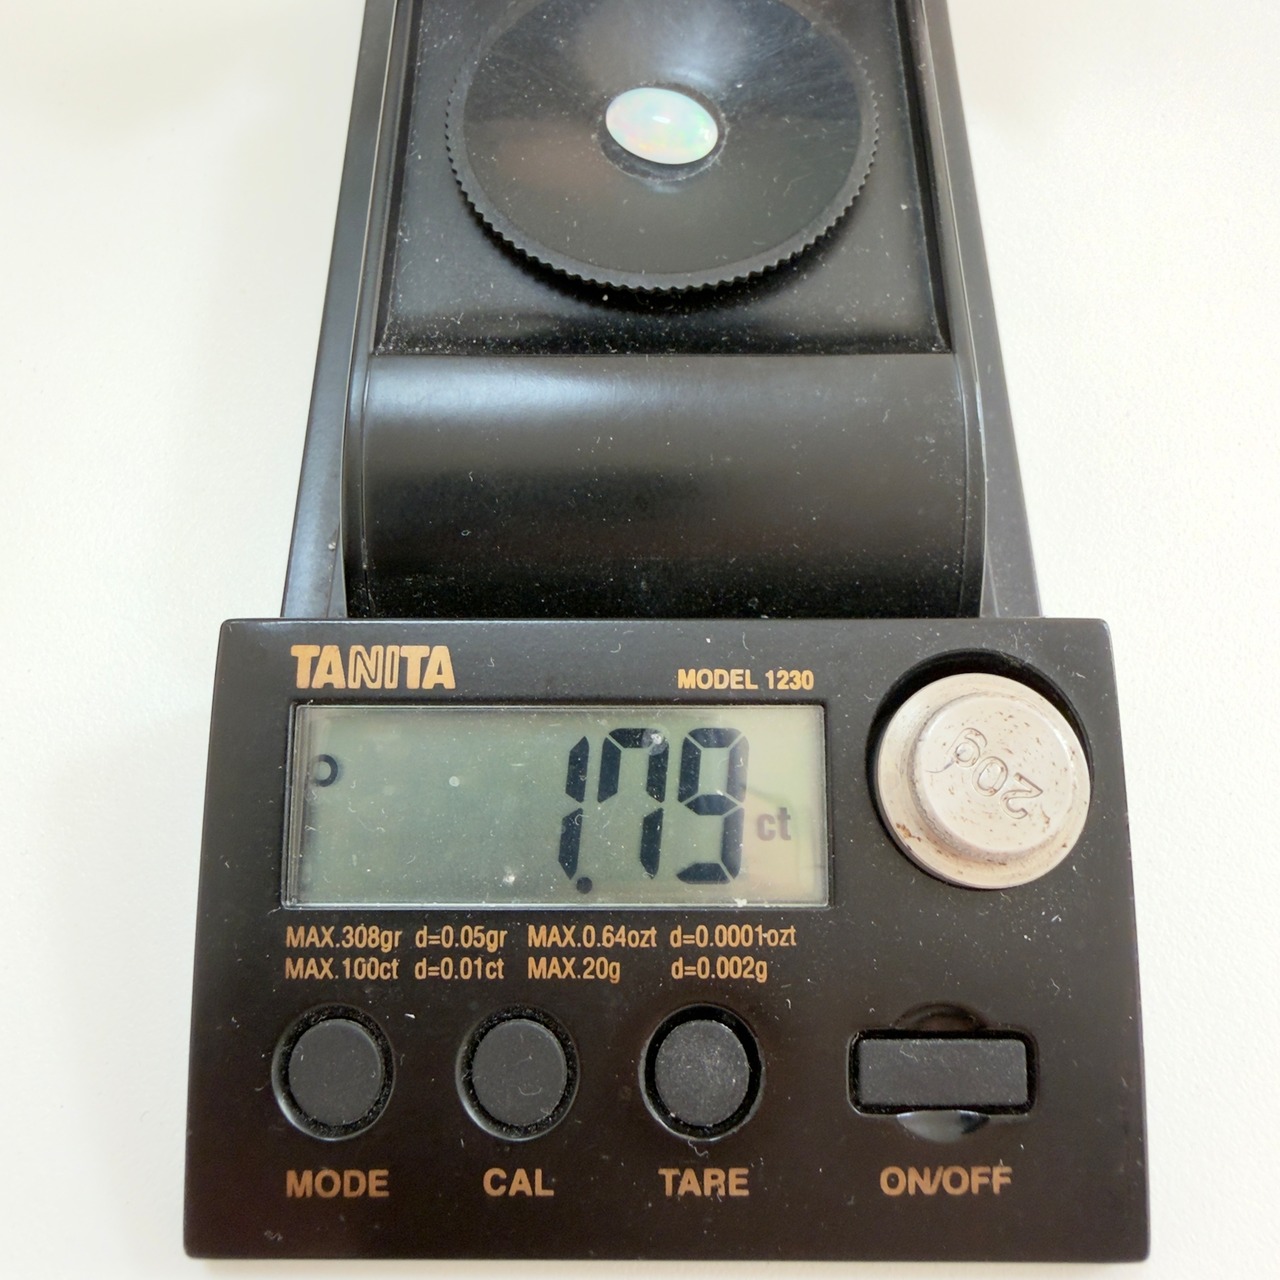 TANITA
MODEL 1230
20g
o 1.79 ct
MAX.308gr d=0.05gr MAX.0.64ozt d=0.0001ozt
MAX.100ct d=0.01ct MAX.20g d=0.002g
MODE CAL TARE ON/OFF